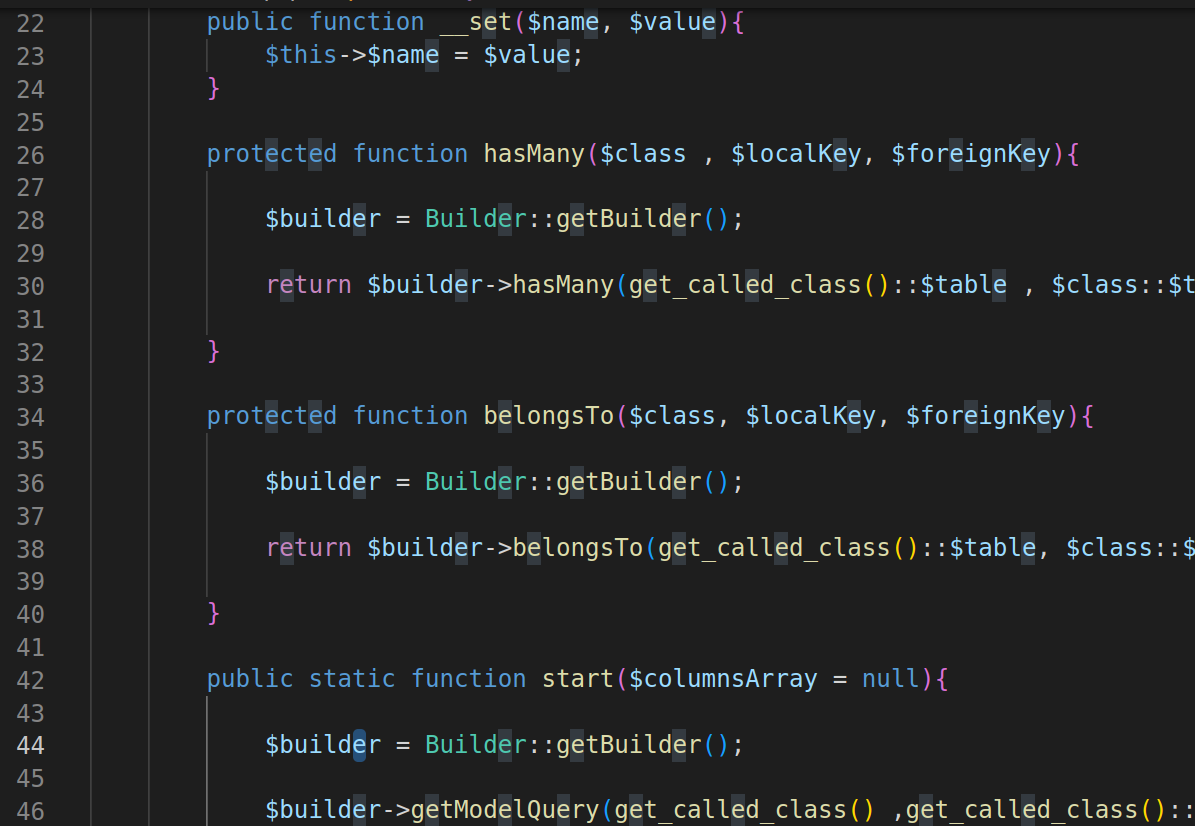 22 public function __set($name, $value){
23 $this->$name = $value;
24 }
25
26 protected function hasMany($class , $localKey, $foreignKey){
27
28 $builder = Builder::getBuilder();
29
30 return $builder->hasMany(get_called_class()::$table , $class::$t
31
32 }
33
34 protected function belongsTo($class, $localKey, $foreignKey){
35
36 $builder = Builder::getBuilder();
37
38 return $builder->belongsTo(get_called_class()::$table, $class::$
39
40 }
41
42 public static function start($columnsArray = null){
43
44 $builder = Builder::getBuilder();
45
46 $builder->getModelQuery(get_called_class() ,get_called_class()::